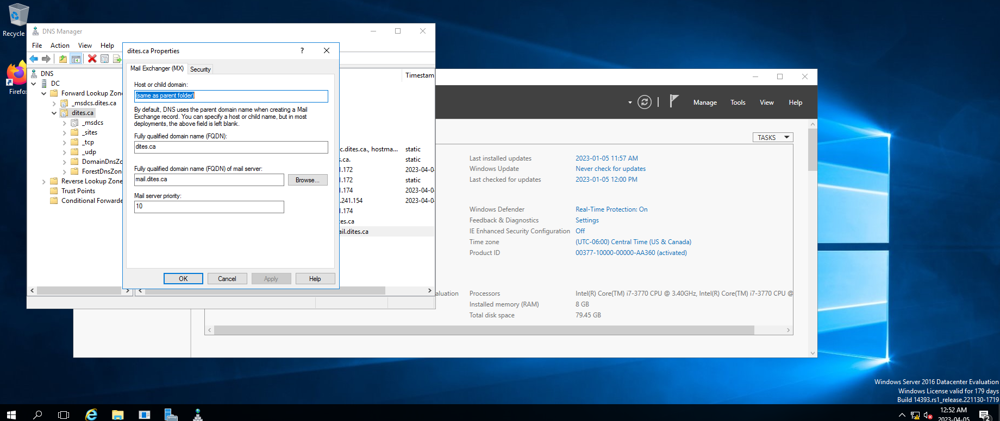 Recycle
Firefox
DNS Manager
File Action View Help
DNS
DC
Forward Lookup Zone
_msdcs.dites.ca
dites.ca
_msdcs
_sites
_tcp
_udp
DomainDnsZo
ForestDnsZon
Reverse Lookup Zone
Trust Points
Conditional Forwarde
dites.ca Properties
?
Mail Exchanger (MX) Security
Host or child domain:
(same as parent folder)
By default, DNS uses the parent domain name when creating a Mail
Exchange record. You can specify a host or child name, but in most
deployments, the above field is left blank.
Fully qualified domain name (FQDN):
dites.ca
Fully qualified domain name (FQDN) of mail server:
mail.dites.ca
Browse...
Mail server priority:
10
OK Cancel Apply Help
Timestam
c.dites.ca., hostma... static
s.ca. static
.172 2023-04-04
.172 static
.174 2023-04-04
.241.154 2023-04-04
.174
tes.ca
ail.dites.ca
Manage Tools View Help
TASKS
Last installed updates 2023-01-05 11:57 AM
Windows Update Never check for updates
Last checked for updates 2023-01-05 12:00 PM
Windows Defender Real-Time Protection: On
Feedback & Diagnostics Settings
IE Enhanced Security Configuration Off
Time zone (UTC-06:00) Central Time (US & Canada)
Product ID 00377-10000-00000-AA360 (activated)
aluation Processors Intel(R) Core(TM) i7-3770 CPU @ 3.40GHz, Intel(R) Core(TM) i7-3770 CPU @
Installed memory (RAM) 8 GB
Total disk space 79.45 GB
Windows Server 2016 Datacenter Evaluation
Windows License valid for 179 days
Build 14393.rs1_release.221130-1719
12:52 AM
2023-04-05
2